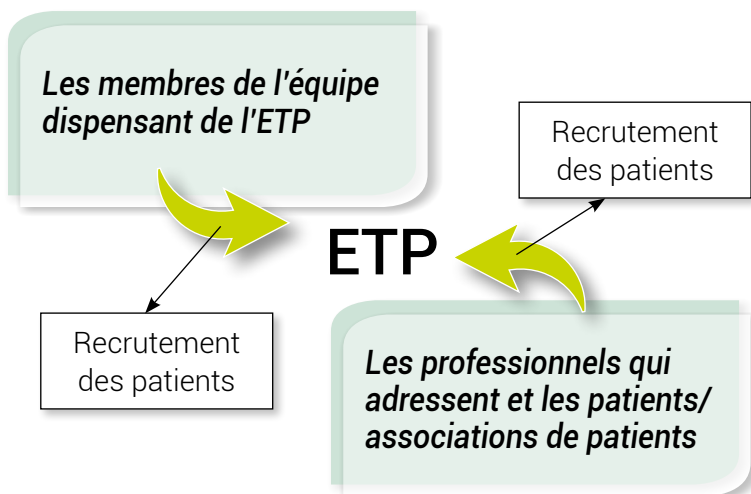 Les membres de l'équipe
dispensant de l'ETP
Recrutement
des patients
ETP
Recrutement
des patients
Les professionnels qui
adressent et les patients/
associations de patients